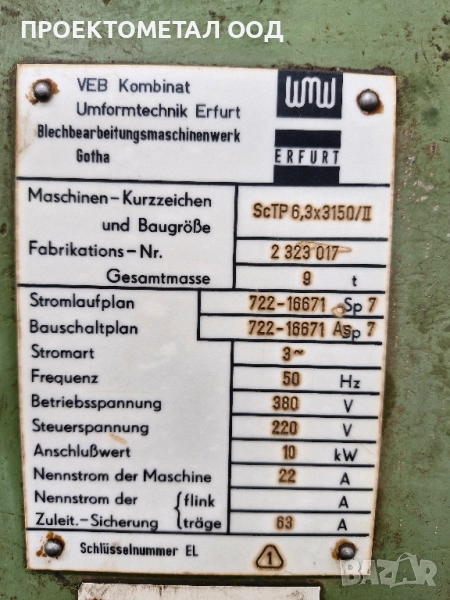 ПРОЕКТОМЕТАЛ ООД
VEB Kombinat
Umformtechnik Erfurt
Blechbearbeitungsmaschinenwerk
Gotha
WMW
ERFURT
Maschinen-Kurzzeichen
und Baugröße ScTP 6,3x3150/II
Fabrikations-Nr. 2 323 017
Gesamtmasse 9 t
Stromlaufplan 722-16671 Sp 7
Bauschaltplan 722-16671 Asp 7
Stromart 3~
Frequenz 50 Hz
Betriebsspannung 380 V
Steuerspannung 220 V
Anschlußwert 10 kW
Nennstrom der Maschine 22 A
Nennstrom der flink A
Zuleit.-Sicherung träge 63 A
Schlüsselnummer EL 1
BAZAR